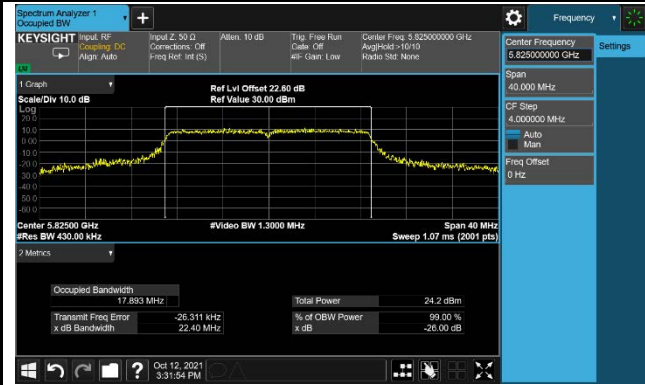 Spectrum Analyzer 1
Occupied BW
Frequency
KEYSIGHT
Input: RF
Coupling: DC
Align: Auto
Input Z: 50 Ω
Corrections: Off
Freq Ref: Int (S)
Atten: 10 dB
Trig: Free Run
Gate: Off
#IF Gain: Low
Center Freq: 5.825000000 GHz
Avg|Hold:>10/10
Radio Std: None
Center Frequency
5.825000000 GHz
Settings
Span
40.000 MHz
CF Step
4.000000 MHz
Auto
Man
Freq Offset
0 Hz
1 Graph
Scale/Div 10.0 dB
Ref Lvl Offset 22.60 dB
Ref Value 30.00 dBm
Log
20.0
10.0
0.00
-10.0
-20.0
-30.0
-40.0
-50.0
-60.0
Center 5.82500 GHz
#Video BW 1.3000 MHz
Span 40 MHz
#Res BW 430.00 kHz
Sweep 1.07 ms (2001 pts)
2 Metrics
Occupied Bandwidth
17.893 MHz
Total Power
24.2 dBm
Transmit Freq Error
-26.311 kHz
% of OBW Power
99.00 %
x dB Bandwidth
22.40 MHz
x dB
-26.00 dB
Oct 12, 2021
3:31:54 PM